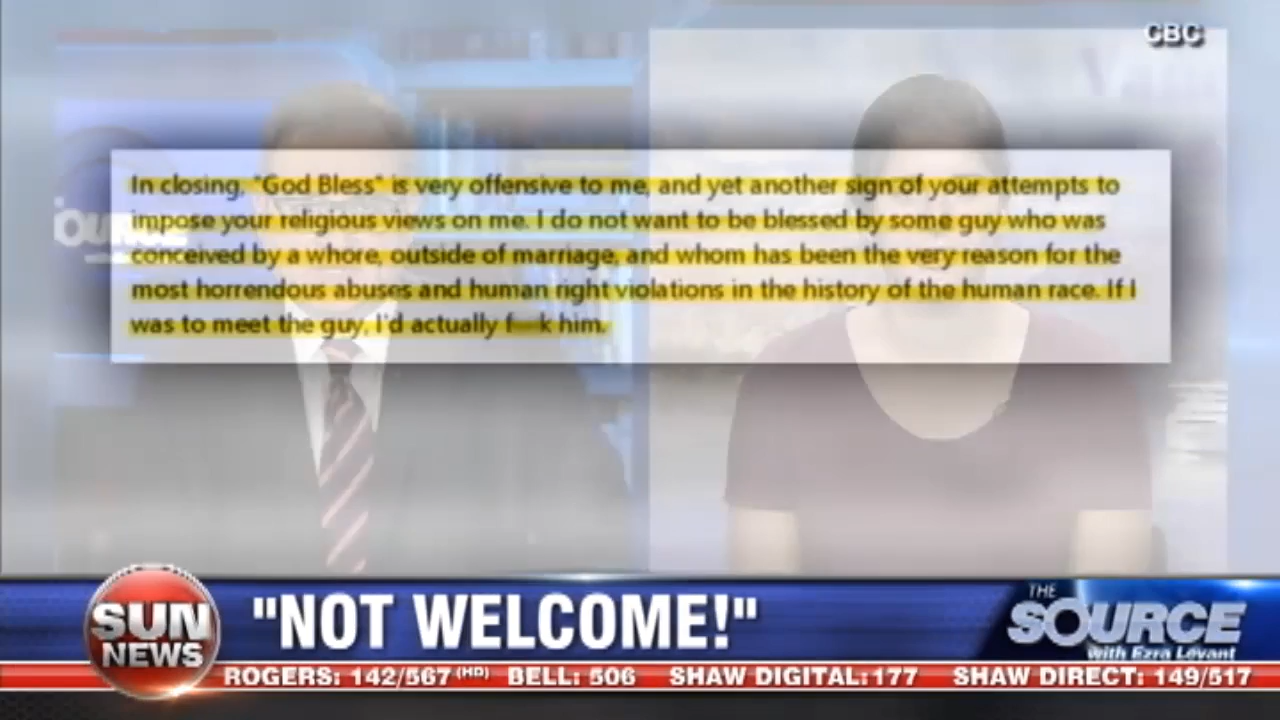 CBC
In closing, "God Bless" is very offensive to me, and yet another sign of your attempts to
impose your religious views on me. I do not want to be blessed by some guy who was
conceived by a whore, outside of marriage, and whom has been the very reason for the
most horrendous abuses and human right violations in the history of the human race. If I
was to meet the guy, I'd actually f---k him.
SUN
NEWS
"NOT WELCOME!"
THE
SOURCE
with Ezra Levant
ROGERS: 142/567 (HD) BELL: 506 SHAW DIGITAL: 177 SHAW DIRECT: 149/517